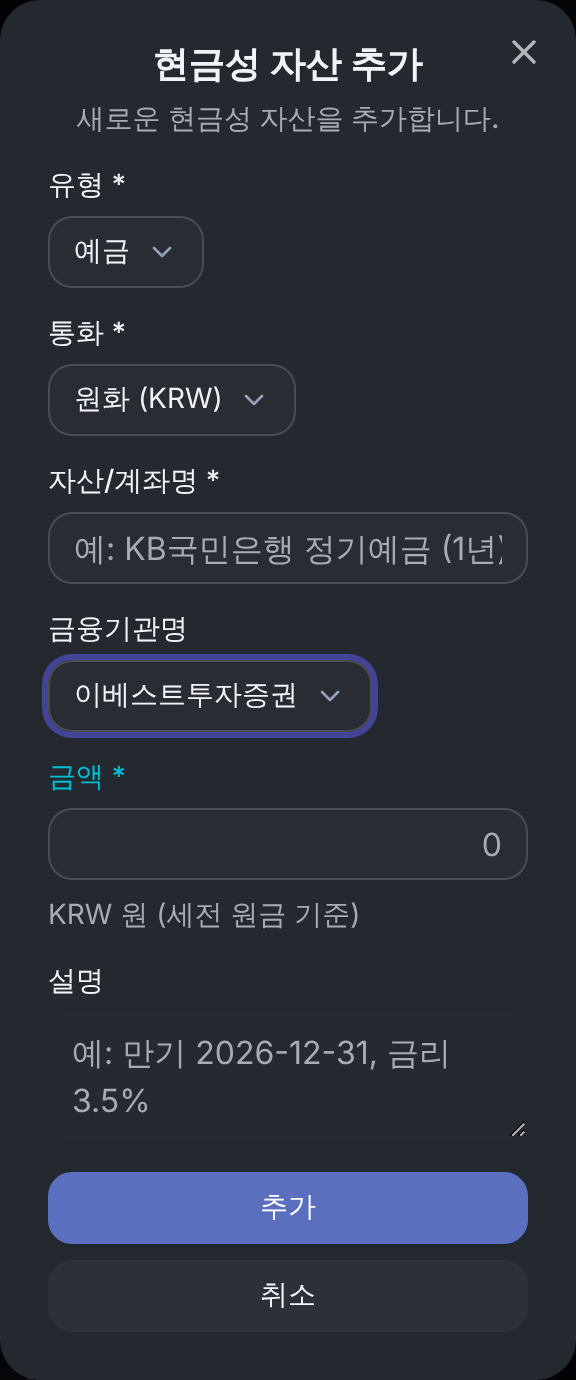 현금성 자산 추가
새로운 현금성 자산을 추가합니다.
유형 *
예금
통화 *
원화 (KRW)
자산/계좌명 *
예: KB국민은행 정기예금 (1년)
금융기관명
이베스트투자증권
금액 *
0
KRW 원 (세전 원금 기준)
설명
예: 만기 2026-12-31, 금리
3.5%
추가
취소